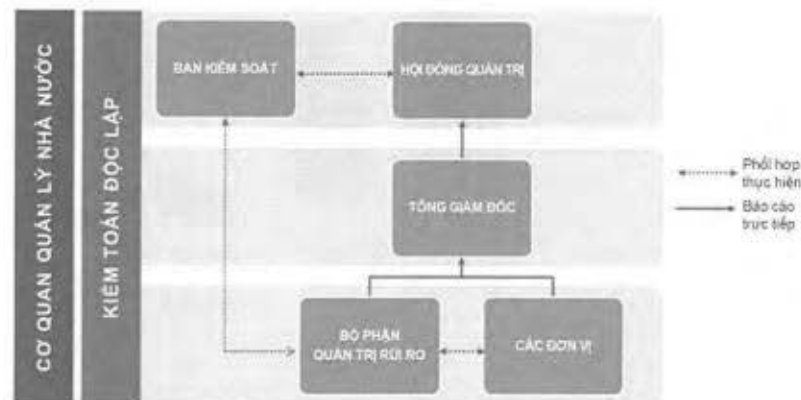 CƠ QUAN QUẢN LÝ NHÀ NƯỚC
KIỂM TOÁN ĐỘC LẬP
BAN KIỂM SOÁT
HỘI ĐỒNG QUẢN TRỊ
TỔNG GIÁM ĐỐC
BỘ PHẬN
QUẢN TRỊ RỦI RO
CÁC ĐƠN VỊ
Phối hợp
thực hiện
Báo cáo
trực tiếp